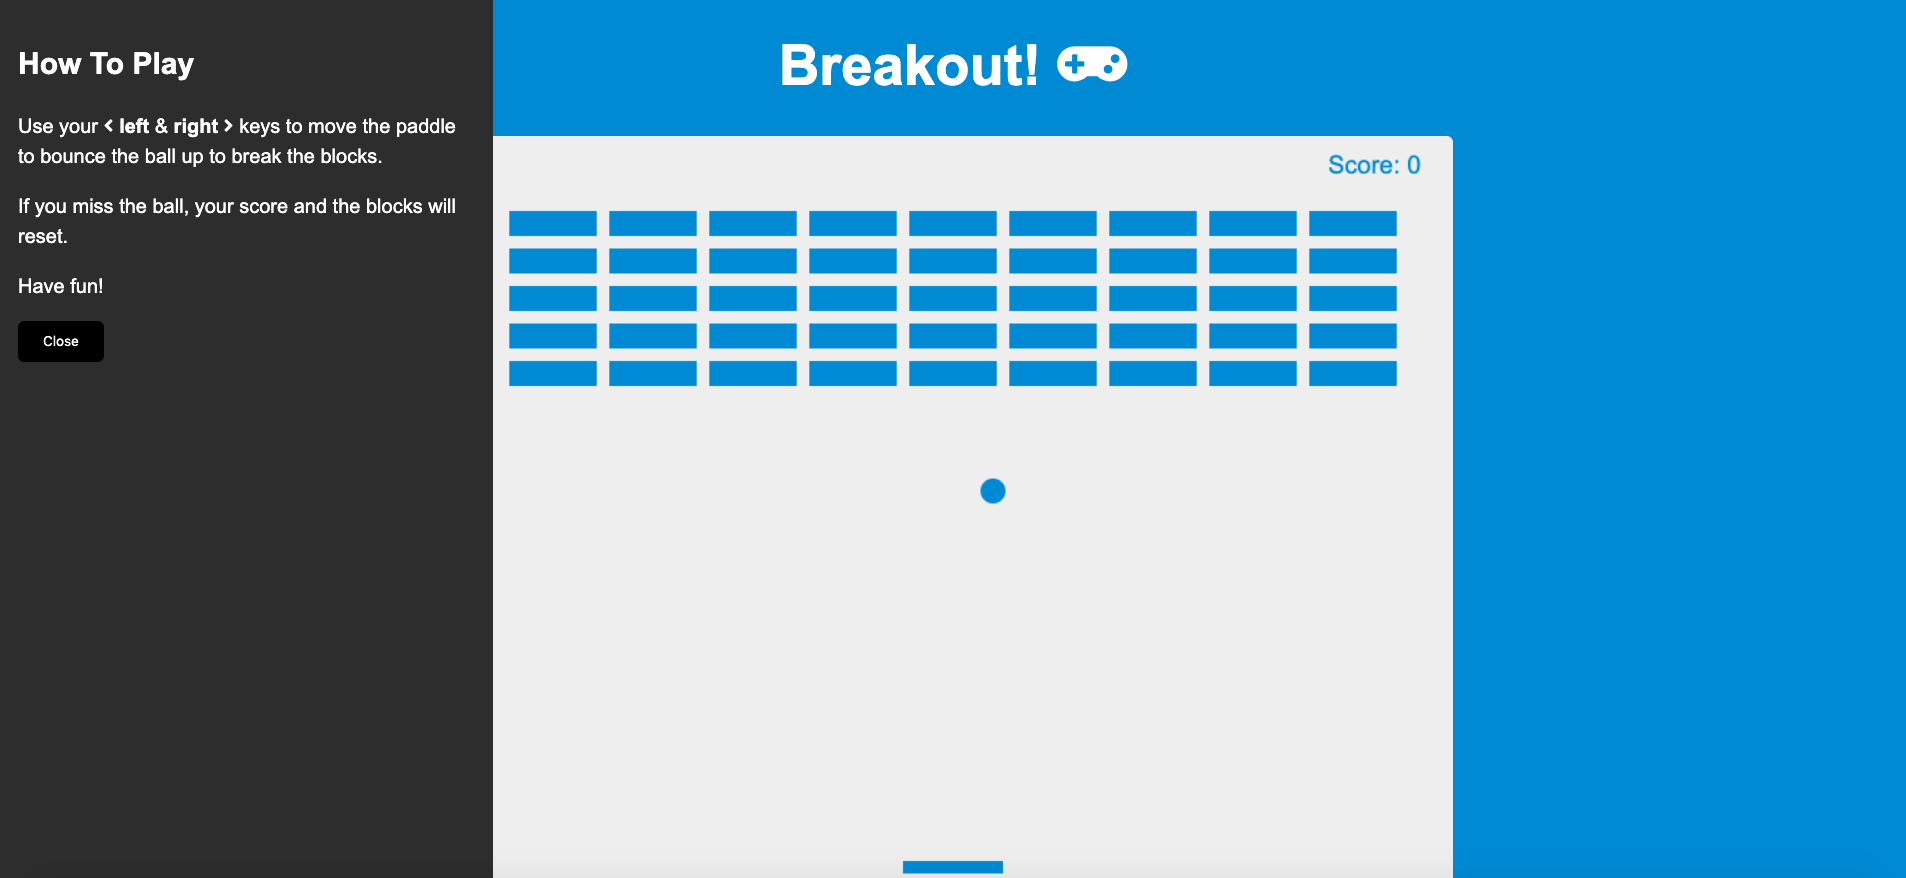 How To Play
Use your < left & right > keys to move the paddle
to bounce the ball up to break the blocks.
If you miss the ball, your score and the blocks will
reset.
Have fun!
Close
Breakout!
Score: 0